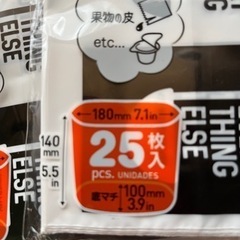 THING
ELSE
果物の皮
etc...
THING
ELSE
180mm 7.1in
140
mm
5.5
in
25枚入
pcs. UNIDADES
底マチ
100mm
3.9in